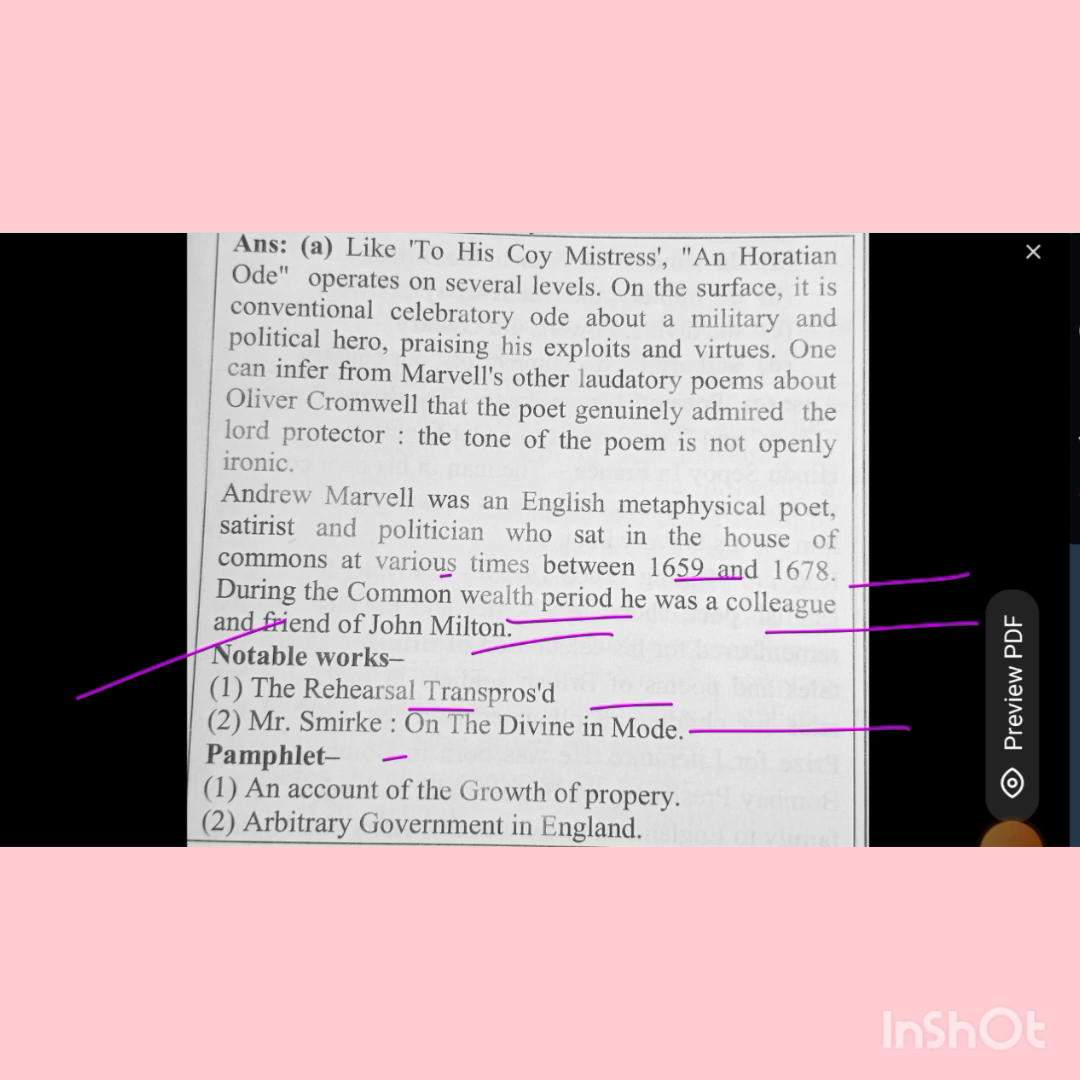 Ans: (a) Like 'To His Coy Mistress', "An Horatian
Ode" operates on several levels. On the surface, it is
conventional celebratory ode about a military and
political hero, praising his exploits and virtues. One
can infer from Marvell's other laudatory poems about
Oliver Cromwell that the poet genuinely admired the
lord protector : the tone of the poem is not openly
ironic.
Andrew Marvell was an English metaphysical poet,
satirist and politician who sat in the house of
commons at various times between 1659 and 1678.
During the Common wealth period he was a colleague
and friend of John Milton.
Notable works–
(1) The Rehearsal Transpros'd
(2) Mr. Smirke : On The Divine in Mode.
Pamphlet–
(1) An account of the Growth of propery.
(2) Arbitrary Government in England.
Preview PDF
InShOt